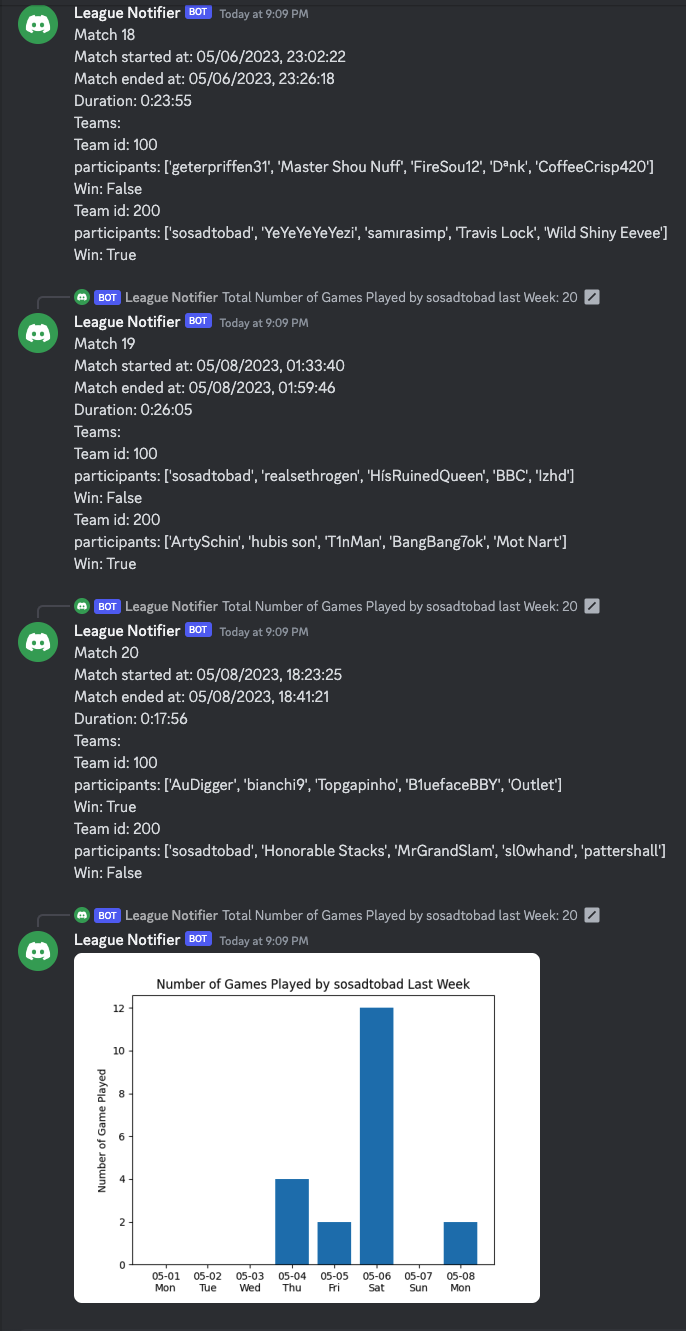 League Notifier BOT Today at 9:09 PM
Match 18
Match started at: 05/06/2023, 23:02:22
Match ended at: 05/06/2023, 23:26:18
Duration: 0:23:55
Teams:
Team id: 100
participants: ['geterpriffen31', 'Master Shou Nuff', 'FireSou12', 'Dªnk', 'CoffeeCrisp420']
Win: False
Team id: 200
participants: ['sosadtobad', 'YeYeYeYeYezi', 'samırasimp', 'Travis Lock', 'Wild Shiny Eevee']
Win: True
BOT League Notifier Total Number of Games Played by sosadtobad last Week: 20
League Notifier BOT Today at 9:09 PM
Match 19
Match started at: 05/08/2023, 01:33:40
Match ended at: 05/08/2023, 01:59:46
Duration: 0:26:05
Teams:
Team id: 100
participants: ['sosadtobad', 'realsethrogen', 'HísRuinedQueen', 'BBC', 'lzhd']
Win: False
Team id: 200
participants: ['ArtySchin', 'hubis son', 'T1nMan', 'BangBang7ok', 'Mot Nart']
Win: True
BOT League Notifier Total Number of Games Played by sosadtobad last Week: 20
League Notifier BOT Today at 9:09 PM
Match 20
Match started at: 05/08/2023, 18:23:25
Match ended at: 05/08/2023, 18:41:21
Duration: 0:17:56
Teams:
Team id: 100
participants: ['AuDigger', 'bianchi9', 'Topgapinho', 'B1uefaceBBY', 'Outlet']
Win: True
Team id: 200
participants: ['sosadtobad', 'Honorable Stacks', 'MrGrandSlam', 'sl0whand', 'pattershall']
Win: False
BOT League Notifier Total Number of Games Played by sosadtobad last Week: 20
League Notifier BOT Today at 9:09 PM
Number of Games Played by sosadtobad Last Week
Number of Game Played
12
10
8
6
4
2
0
05-01 05-02 05-03 05-04 05-05 05-06 05-07 05-08
Mon Tue Wed Thu Fri Sat Sun Mon